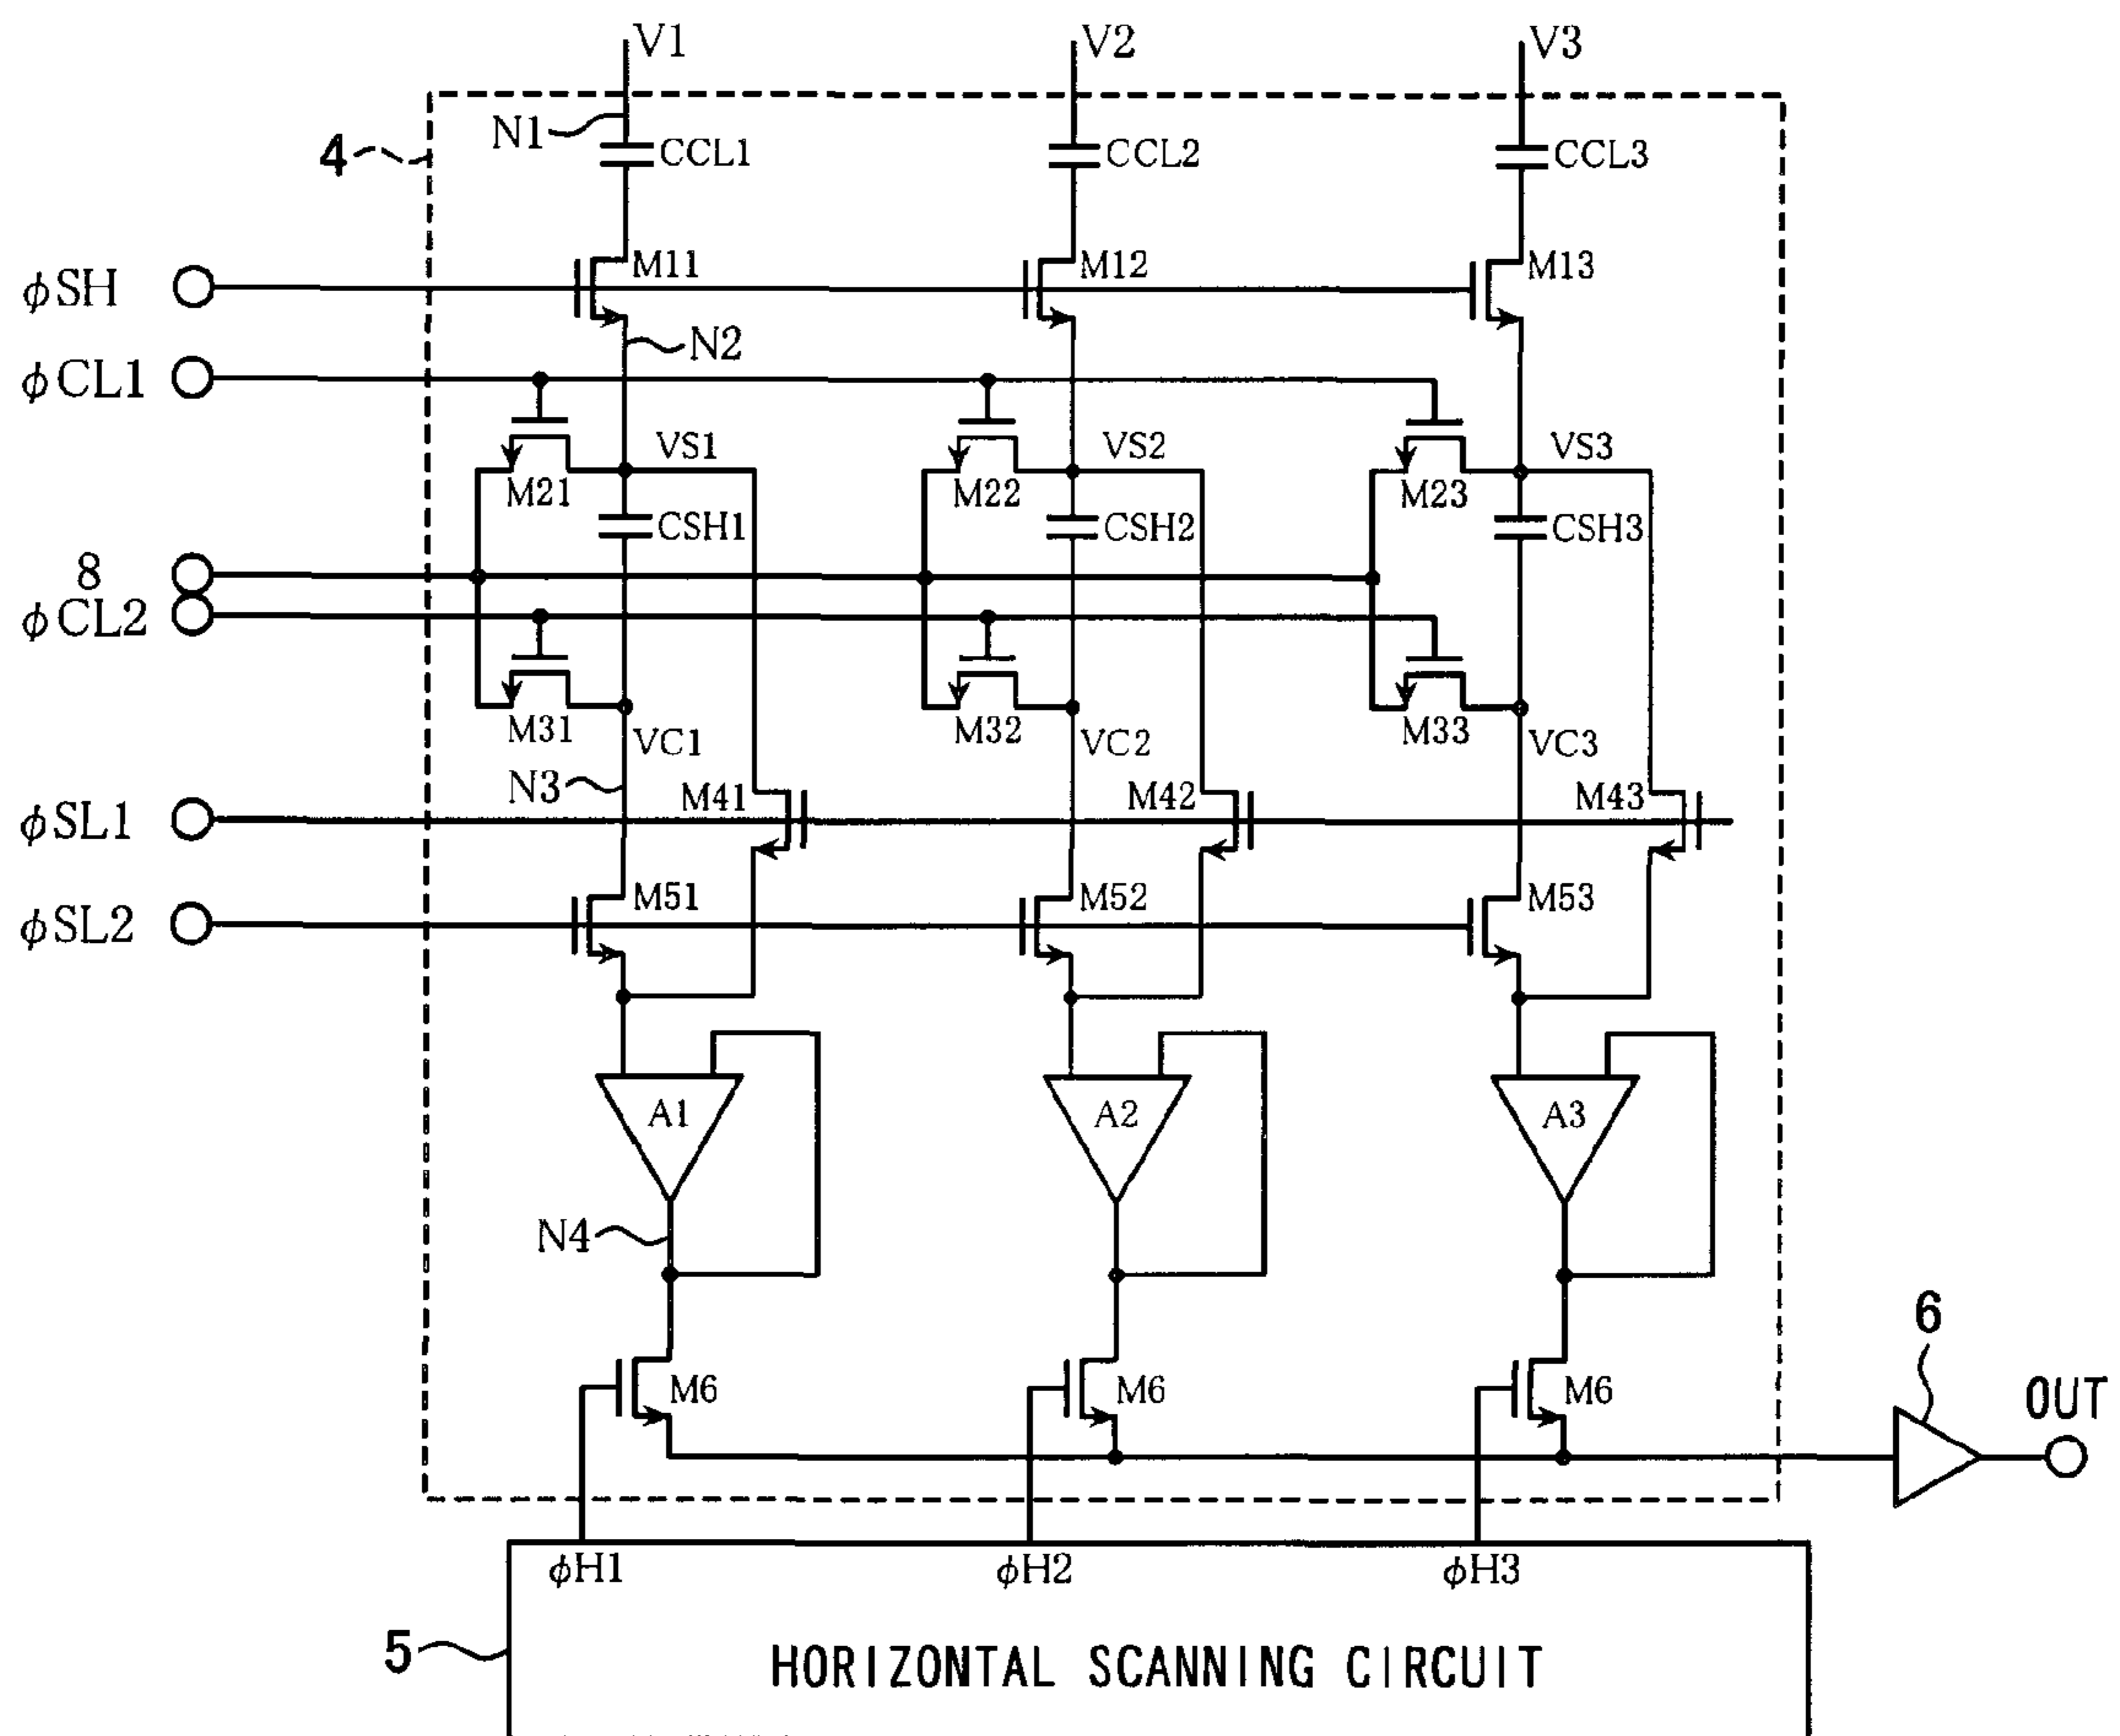 V1 V2 V3
N1
4 CCL1 CCL2 CCL3
M11 M12 M13
ϕSH
N2
ϕCL1
VS1 VS2 VS3
M21 M22 M23
CSH1 CSH2 CSH3
8
ϕCL2
M31 M32 M33
VC1 VC2 VC3
N3 M41 M42 M43
ϕSL1
M51 M52 M53
ϕSL2
A1 A2 A3
N4
6
M6 M6 M6 OUT
ϕH1 ϕH2 ϕH3
5
HORIZONTAL SCANNING CIRCUIT